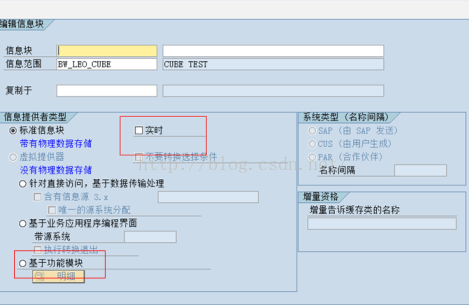 编辑信息块
信息块
信息范围 BW_LEO_CUBE CUBE TEST
复制于
信息提供者类型
标准信息块 实时
带有物理数据存储
虚拟提供器 不要转换选择条件
没有物理数据存储
针对直接访问，基于数据传输处理
含有信息源 3.x
唯一的源系统分配
基于业务应用程序编程界面
带源系统
执行转换退出
基于功能模块
明细
系统类型 (名称间隔)
SAP (由 SAP 发送)
CUS (由用户生成)
PAR (合作伙伴)
名称间隔
增量资格
增量告诉缓存类的名称
http://blog.csdn.net/